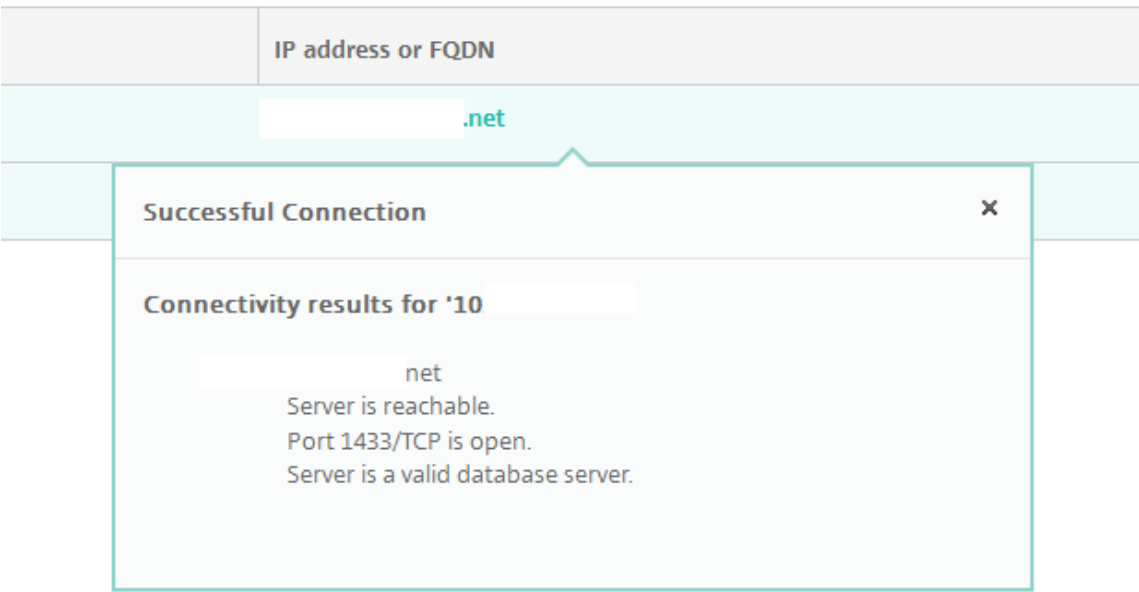 IP address or FQDN
.net
Successful Connection
×
Connectivity results for '10
net
Server is reachable.
Port 1433/TCP is open.
Server is a valid database server.